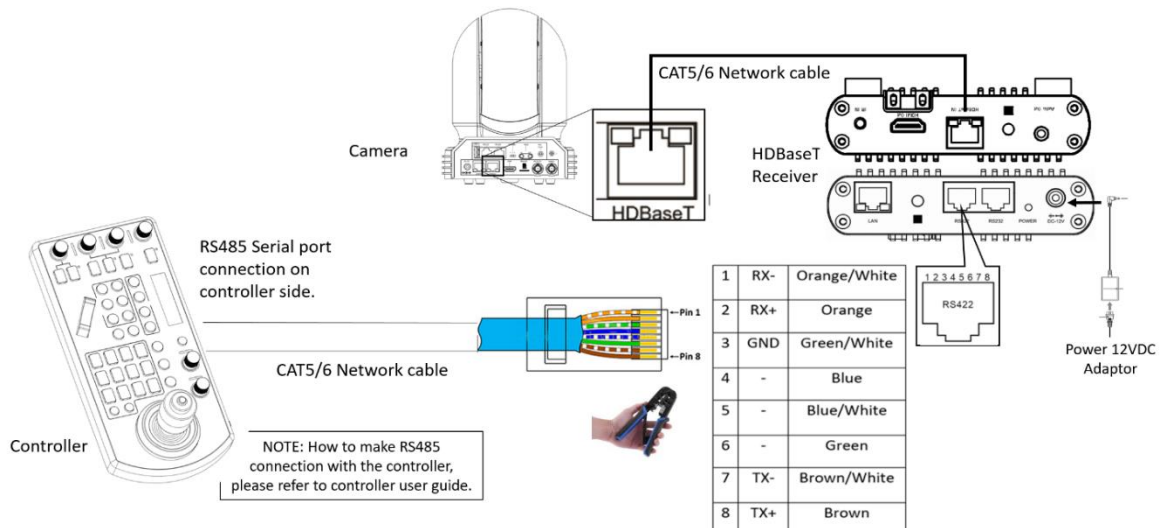 CAT5/6 Network cable
Camera
HDBaseT
HDBaseT
Receiver
LAN
RS232
POWER
DC-12V
RS485 Serial port
connection on
controller side.
Pin 1
Pin 8
CAT5/6 Network cable
Controller
NOTE: How to make RS485
connection with the controller,
please refer to controller user guide.
1 RX- Orange/White
2 RX+ Orange
3 GND Green/White
4 - Blue
5 - Blue/White
6 - Green
7 TX- Brown/White
8 TX+ Brown
1 2 3 4 5 6 7 8
RS422
Power 12VDC
Adaptor